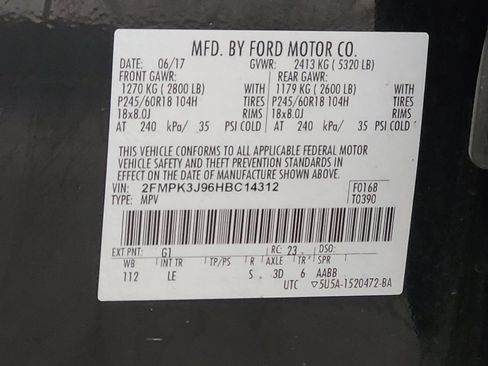 MFD. BY FORD MOTOR CO.
DATE: 06/17 GVWR: 2413 KG ( 5320 LB)
FRONT GAWR: REAR GAWR:
1270 KG ( 2800 LB) WITH 1179 KG ( 2600 LB) WITH
P245/60R18 104H TIRES P245/60R18 104H TIRES
18x8.0J RIMS 18x8.0J RIMS
AT 240 kPa/ 35 PSI COLD AT 240 kPa/ 35 PSI COLD
THIS VEHICLE CONFORMS TO ALL APPLICABLE FEDERAL MOTOR
VEHICLE SAFETY AND THEFT PREVENTION STANDARDS IN
EFFECT ON THE DATE OF MANUFACTURE SHOWN ABOVE.
VIN: 2FMPK3J96HBC14312 F0168
TYPE: MPV T0390
EXT PNT: G1 RC: 23 DSO:
WB INT TR TP/PS R AXLE TR SPR
112 LE S 3D 6 AABB
UTC ▽5U5A-1520472-BA